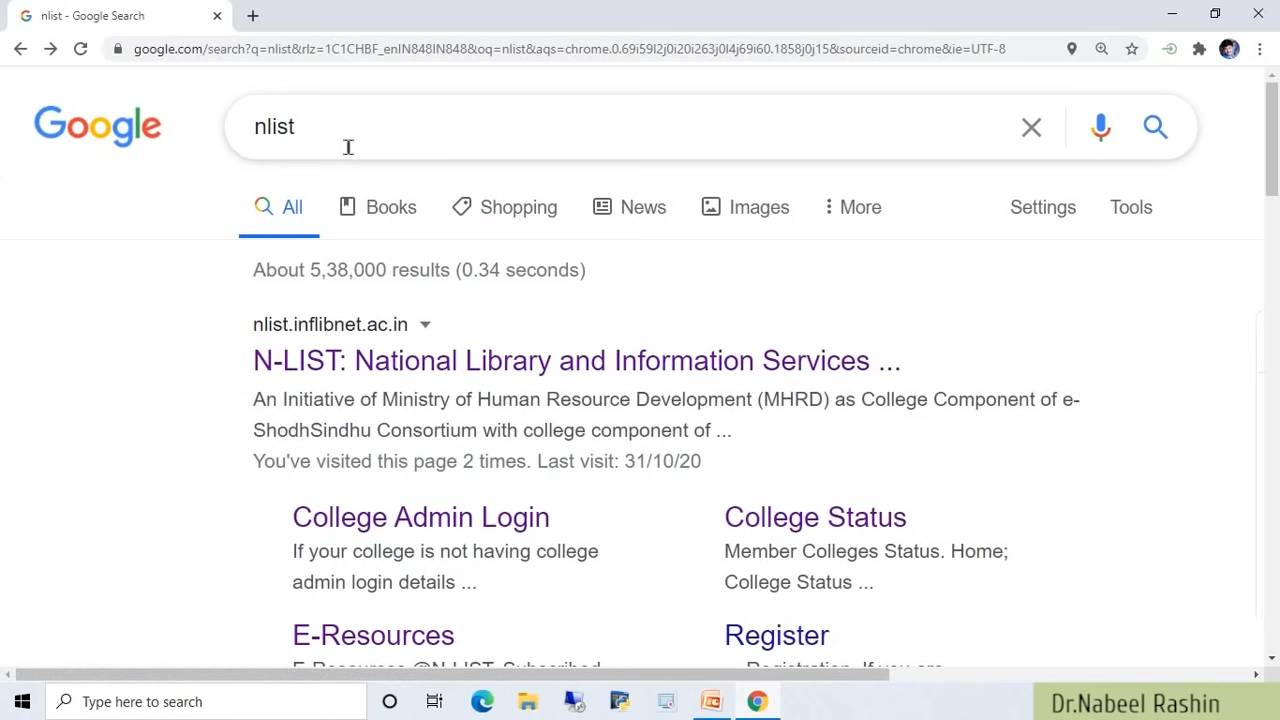 nlist - Google Search
google.com/search?q=nlist&rlz=1C1CHBF_enIN848IN848&oq=nlist&aqs=chrome.0.69i59l2j0i20i263j0l4j69i60.1858j0j15&sourceid=chrome&ie=UTF-8
Google
nlist
All Books Shopping News Images More Settings Tools
About 5,38,000 results (0.34 seconds)
nlist.inflibnet.ac.in
N-LIST: National Library and Information Services ...
An Initiative of Ministry of Human Resource Development (MHRD) as College Component of e-
ShodhSindhu Consortium with college component of ...
You've visited this page 2 times. Last visit: 31/10/20
College Admin Login College Status
If your college is not having college Member Colleges Status. Home;
admin login details ... College Status ...
E-Resources Register
E-Resources @N-LIST. Subscribed Registration. If you are
Type here to search
Dr.Nabeel Rashin